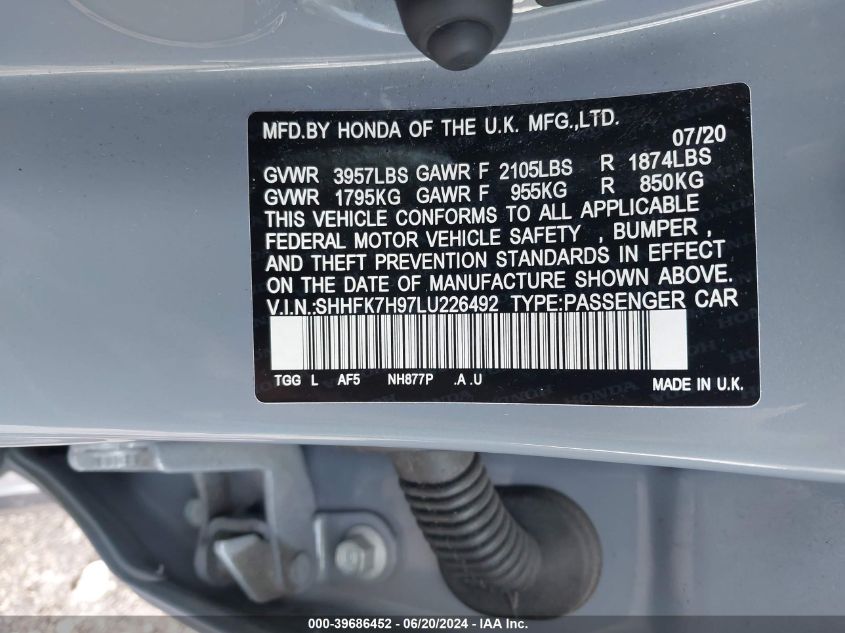 MFD.BY HONDA OF THE U.K. MFG.,LTD.
07/20
GVWR 3957LBS GAWR F 2105LBS R 1874LBS
GVWR 1795KG GAWR F 955KG R 850KG
THIS VEHICLE CONFORMS TO ALL APPLICABLE
FEDERAL MOTOR VEHICLE SAFETY , BUMPER ,
AND THEFT PREVENTION STANDARDS IN EFFECT
ON THE DATE OF MANUFACTURE SHOWN ABOVE.
V.I.N.:SHHFK7H97LU226492 TYPE:PASSENGER CAR
TGG L AF5 NH877P .A .U MADE IN U.K.
000-39686452 - 06/20/2024 - IAA Inc.